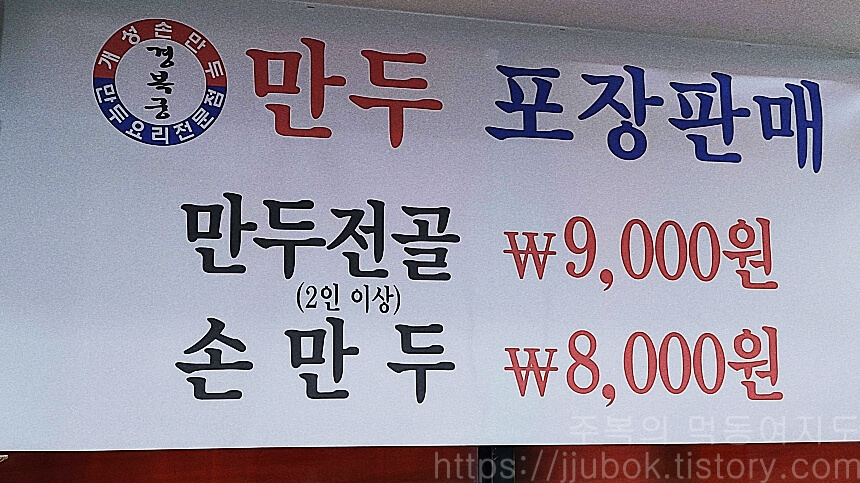 개성손만두
경복궁
만두요리전문점
만두 포장판매
만두전골 ₩9,000원
(2인 이상)
손만두 ₩8,000원
주복의 먹동여지도
https://jjubok.tistory.com